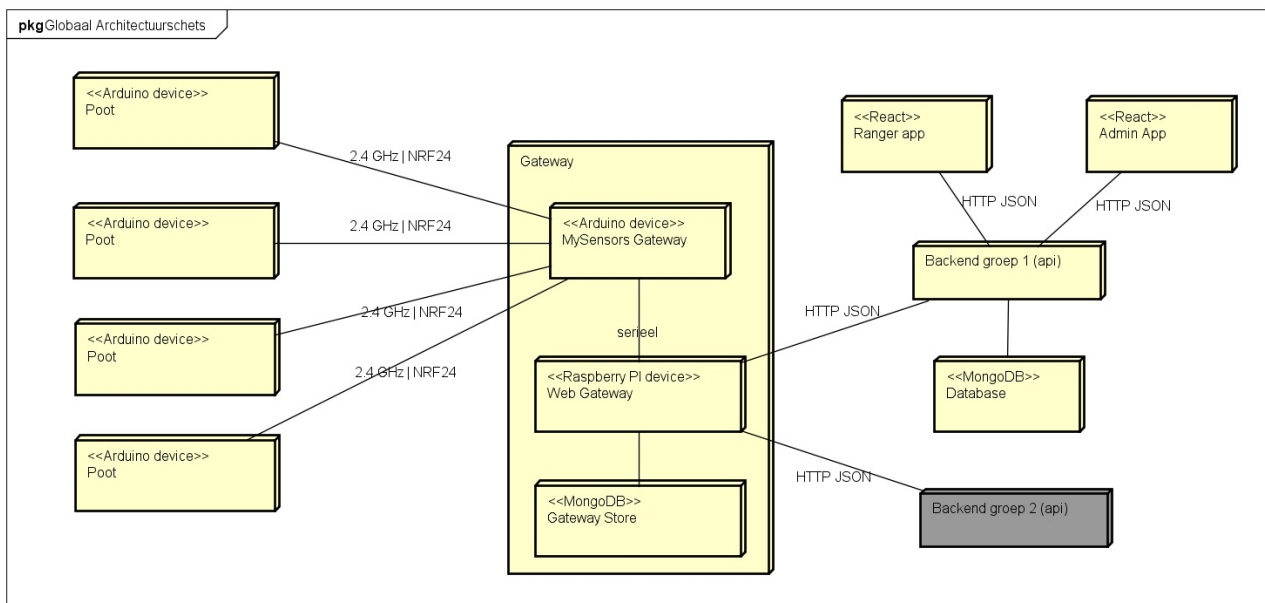 pkg Globaal Architectuurschets
<<Arduino device>>
Poot
2.4 GHz | NRF24
<<Arduino device>>
Poot
2.4 GHz | NRF24
<<Arduino device>>
Poot
2.4 GHz | NRF24
<<Arduino device>>
Poot
2.4 GHz | NRF24
Gateway
<<Arduino device>>
MySensors Gateway
serieel
<<Raspberry PI device>>
Web Gateway
<<MongoDB>>
Gateway Store
<<React>>
Ranger app
<<React>>
Admin App
HTTP JSON
HTTP JSON
Backend groep 1 (api)
HTTP JSON
<<MongoDB>>
Database
HTTP JSON
Backend groep 2 (api)